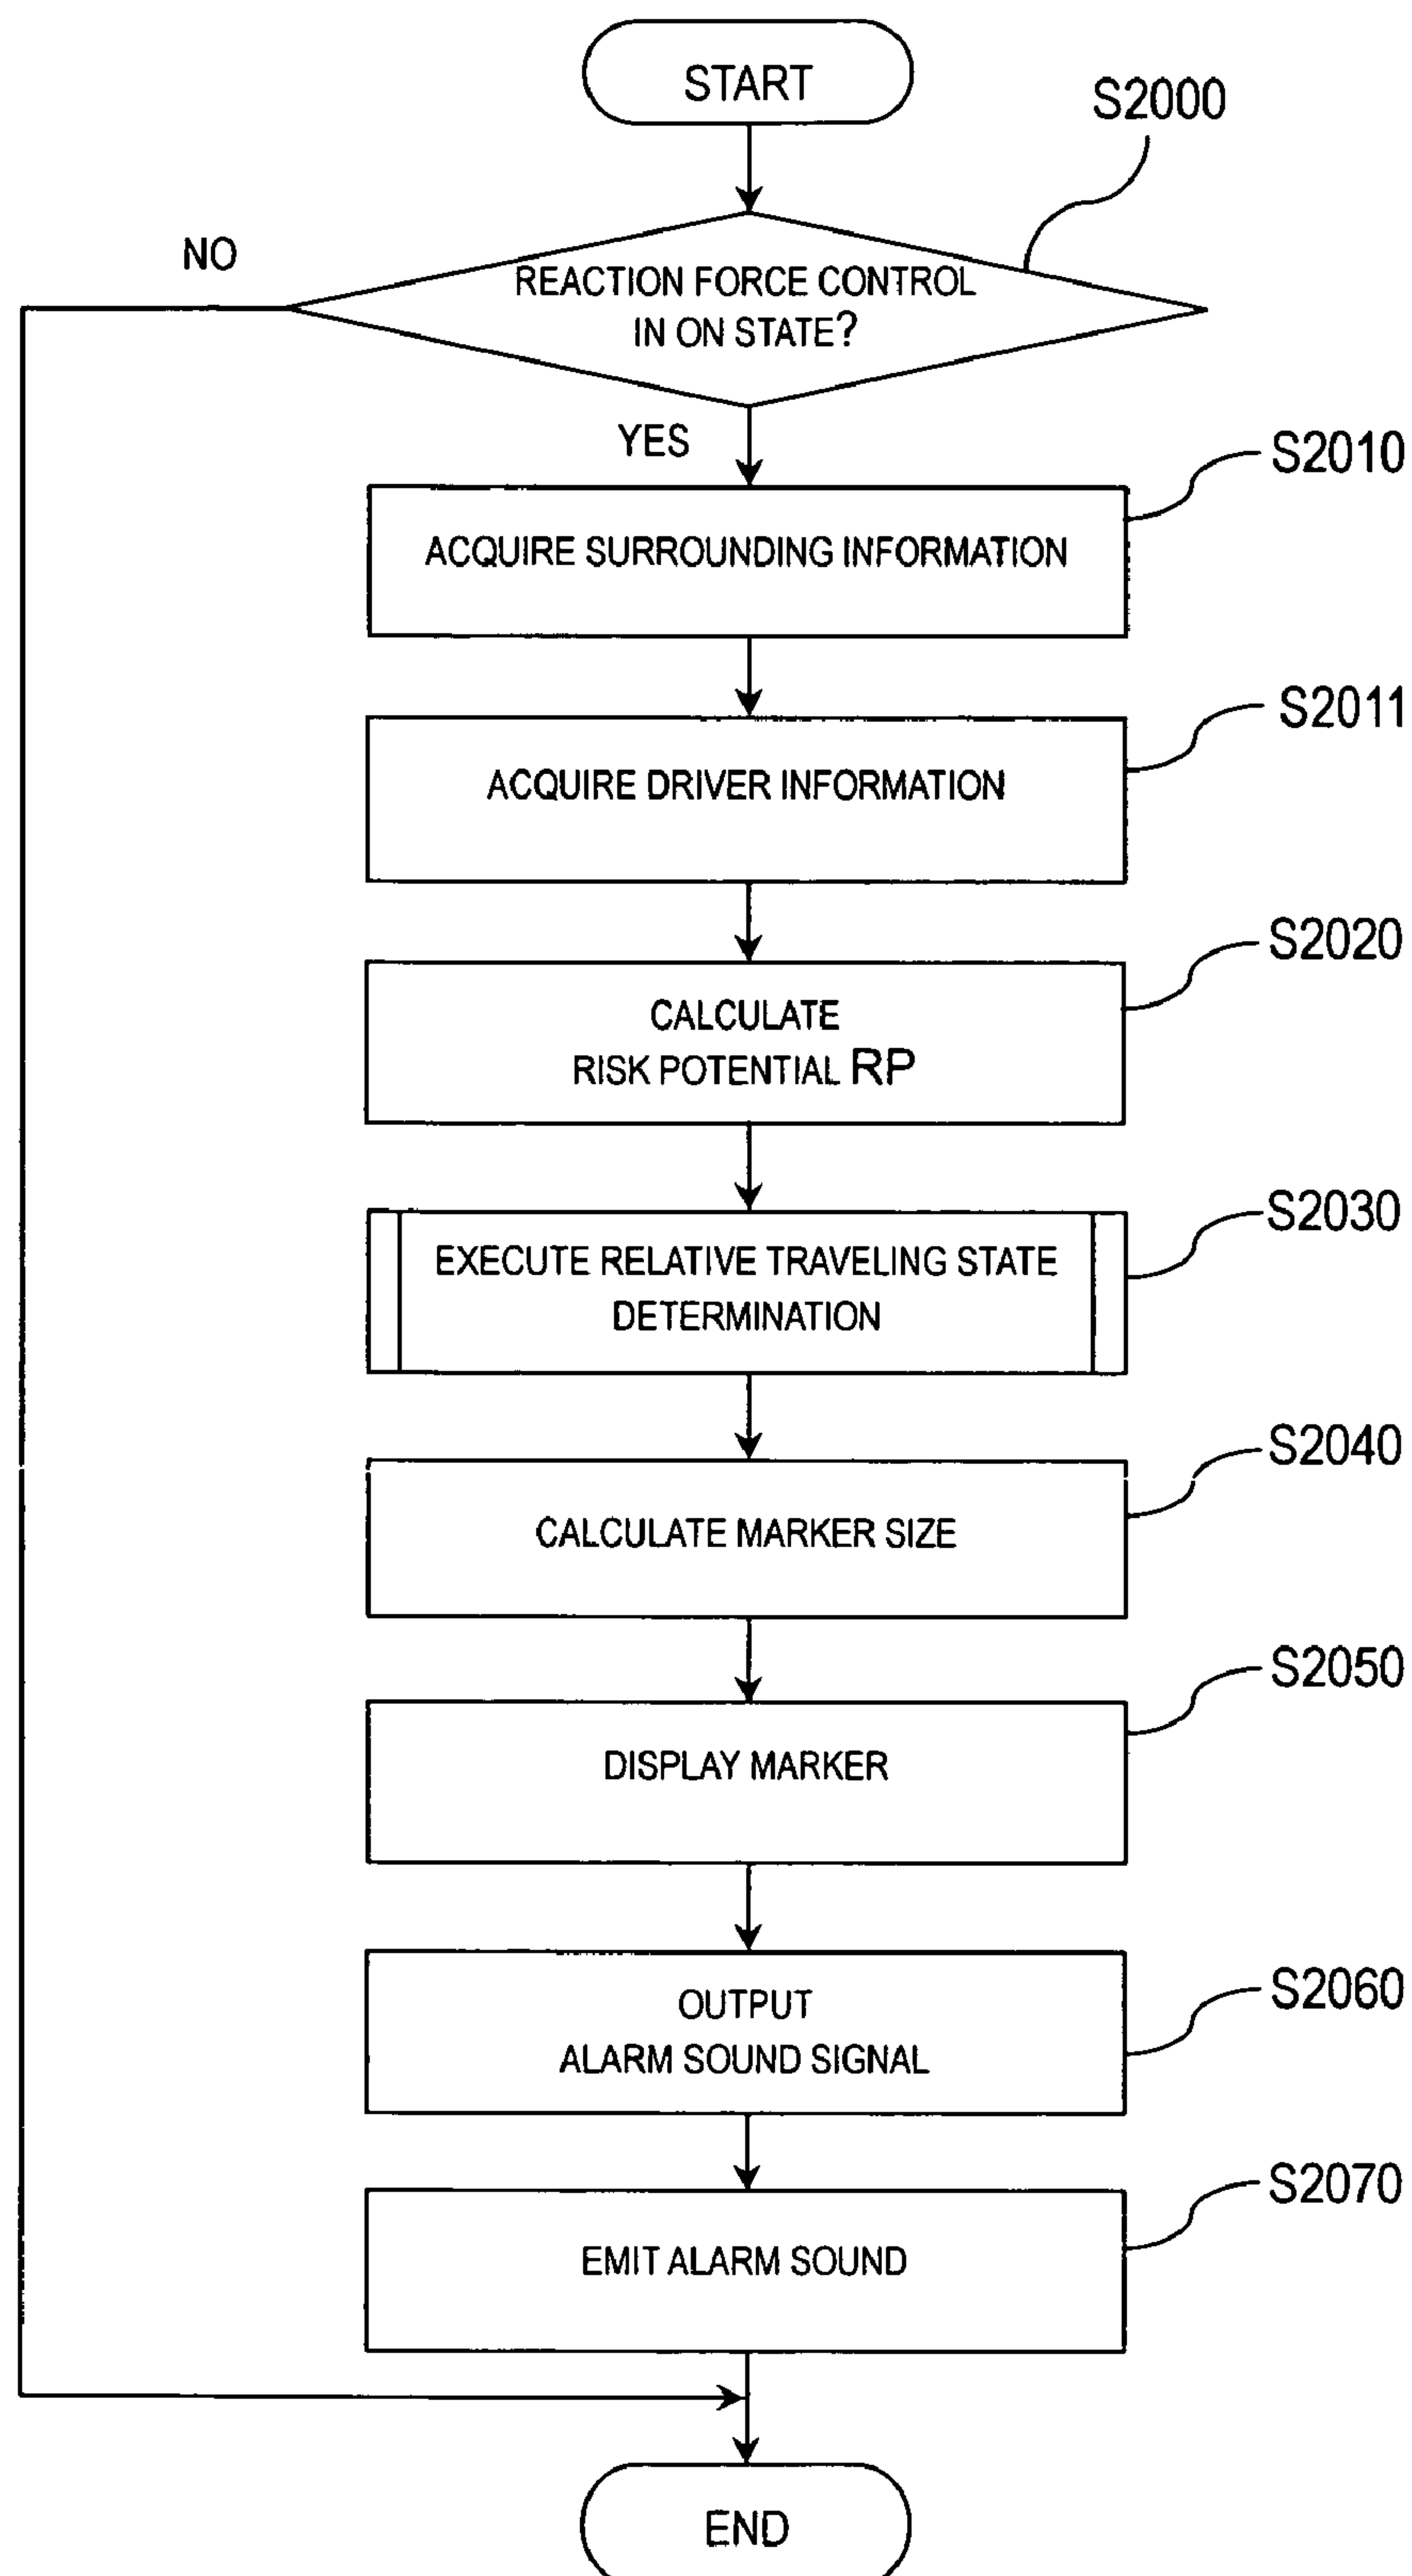 START
S2000
NO
REACTION FORCE CONTROL
IN ON STATE?
YES
S2010
ACQUIRE SURROUNDING INFORMATION
S2011
ACQUIRE DRIVER INFORMATION
S2020
CALCULATE
RISK POTENTIAL RP
S2030
EXECUTE RELATIVE TRAVELING STATE
DETERMINATION
S2040
CALCULATE MARKER SIZE
S2050
DISPLAY MARKER
S2060
OUTPUT
ALARM SOUND SIGNAL
S2070
EMIT ALARM SOUND
END